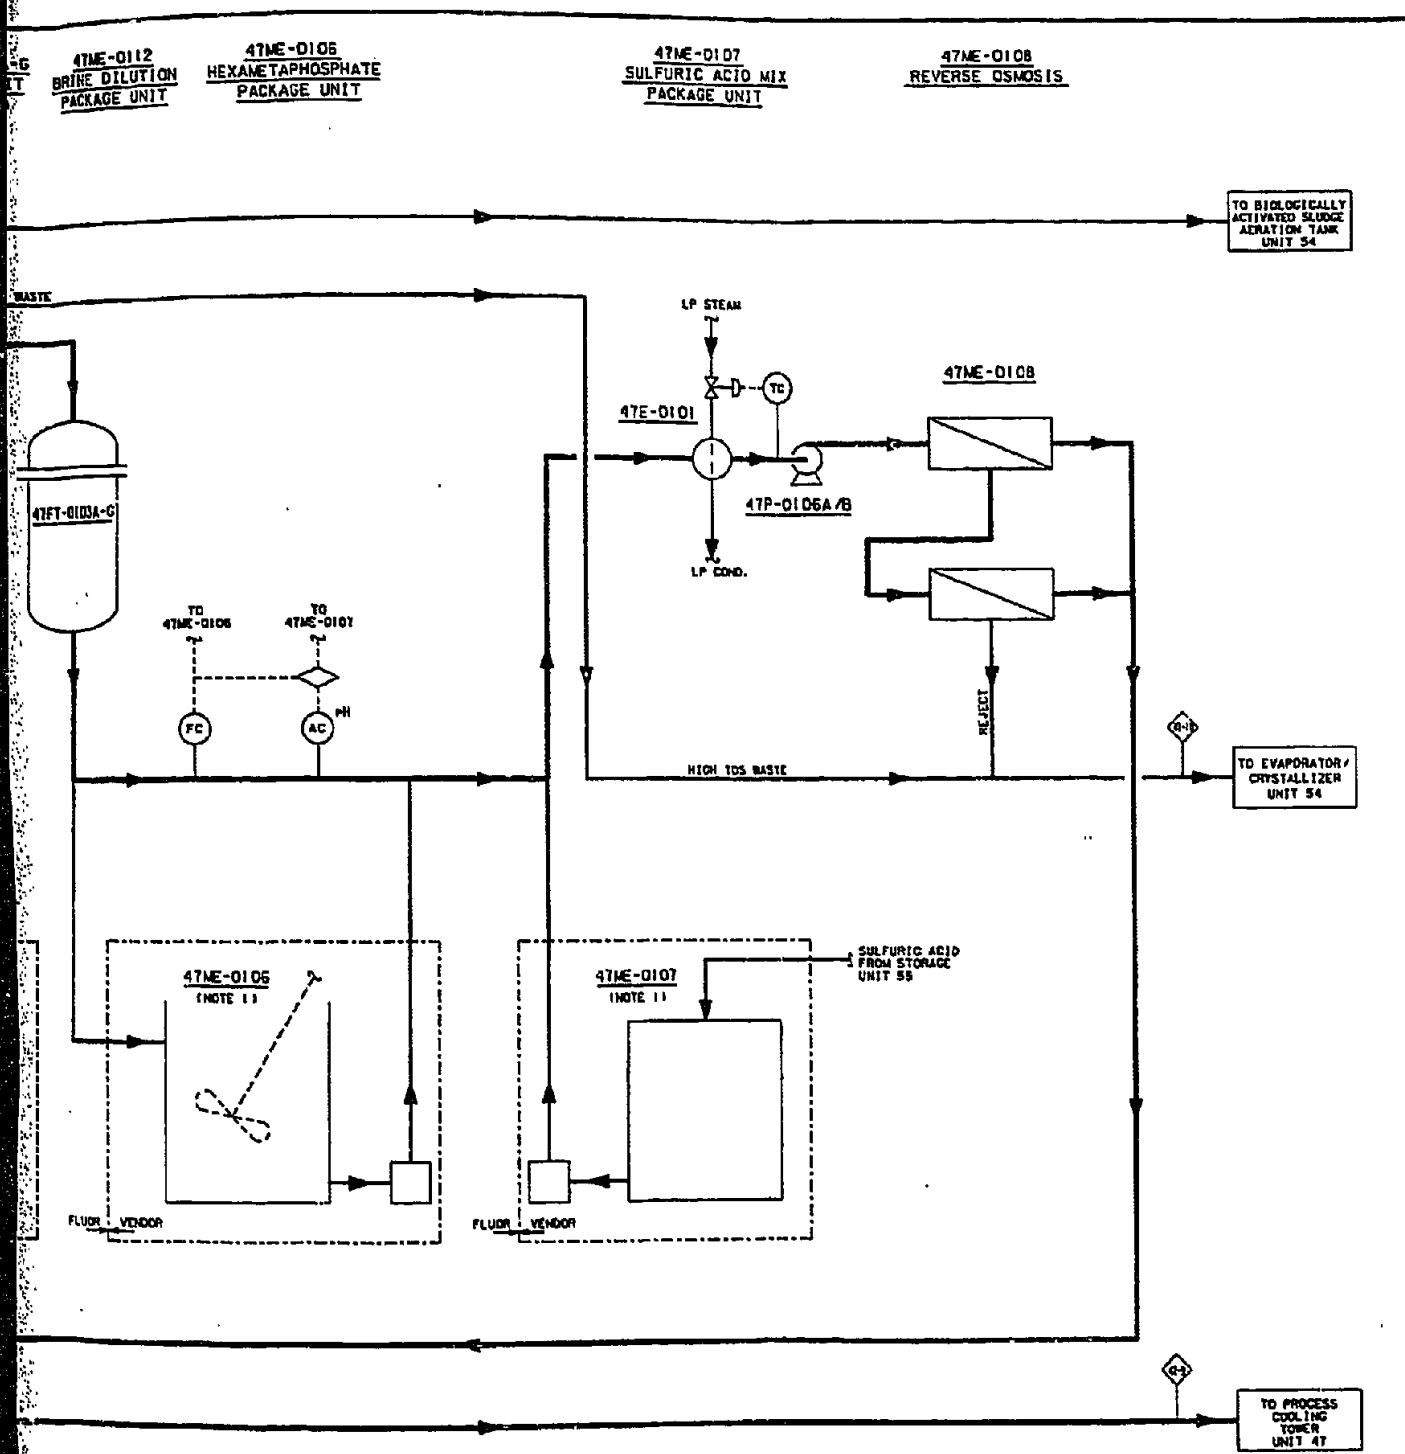 47ME-0112
BRINE DILUTION
PACKAGE UNIT
47ME-0106
HEXAMETAPHOSPHATE
PACKAGE UNIT
47ME-0107
SULFURIC ACID MIX
PACKAGE UNIT
47ME-0108
REVERSE OSMOSIS
TO BIOLOGICALLY
ACTIVATED SLUDGE
AERATION TANK
UNIT 54
WASTE
LP STEAM
TC
47E-0101
47ME-0108
47P-0106A/B
47FT-0103A-G
LP COND.
TO
47ME-0106
TO
47ME-0107
FC
AC
pH
REJECT
HIGH TDS WASTE
TO EVAPORATOR/
CRYSTALLIZER
UNIT 54
47ME-0106
(NOTE 1)
47ME-0107
(NOTE 1)
SULFURIC ACID
FROM STORAGE
UNIT 55
FLUOR
VENDOR
FLUOR
VENDOR
TO PROCESS
COOLING
TOWER
UNIT 47